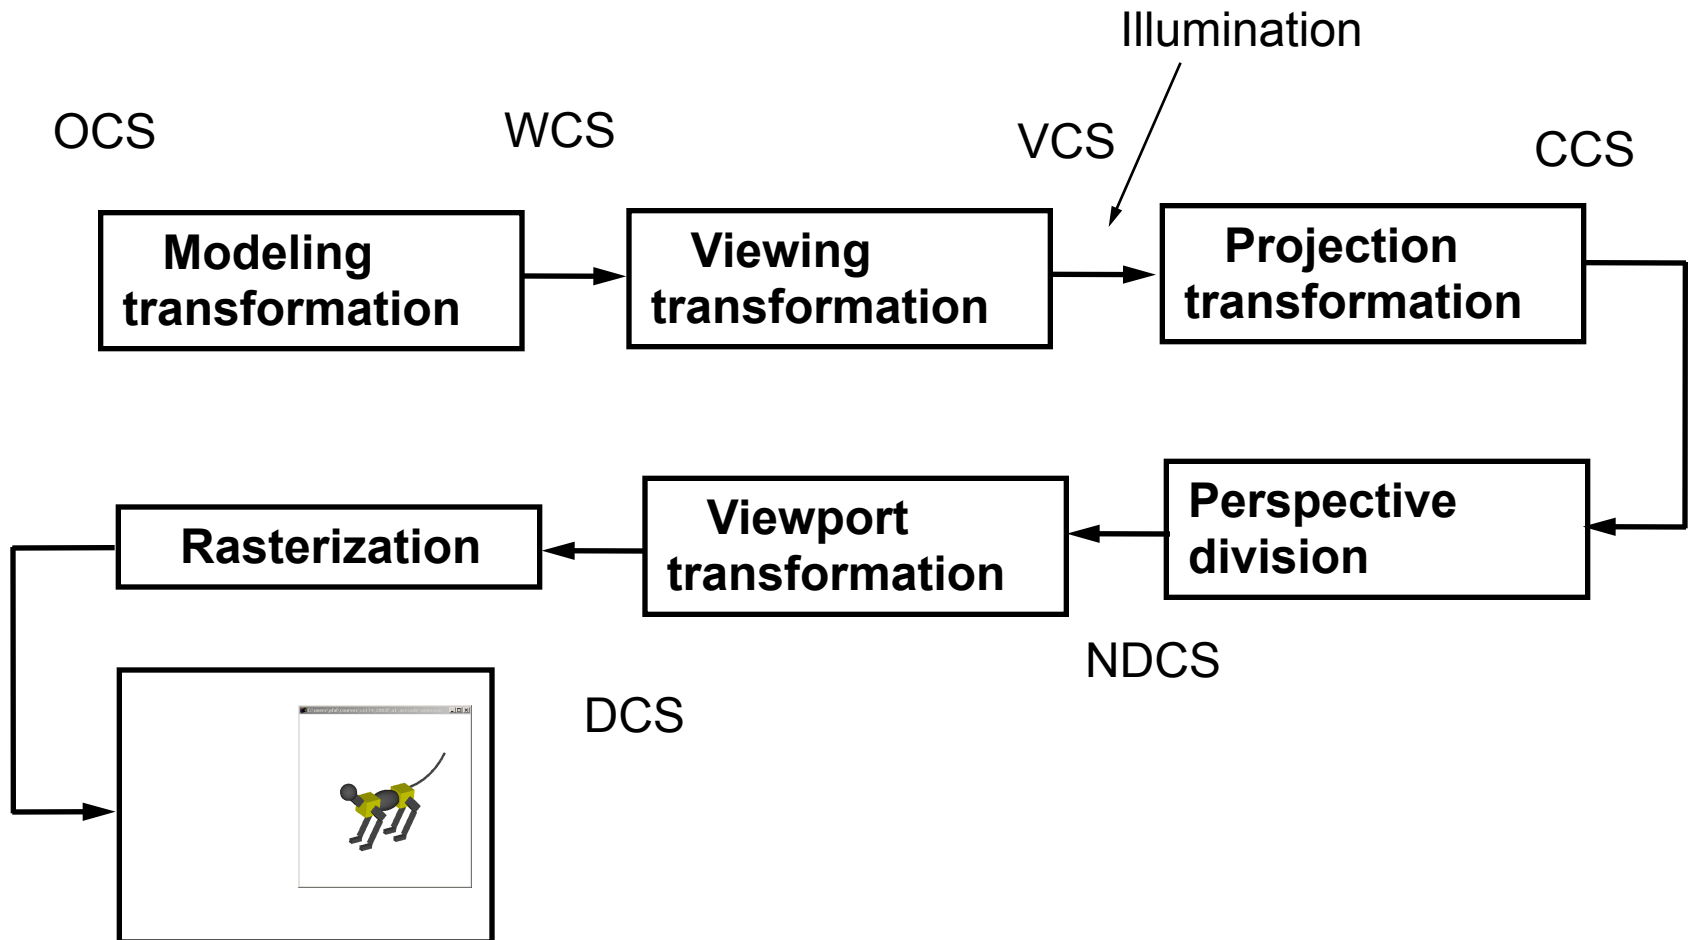 Illumination
OCS
WCS
VCS
CCS
Modeling
transformation
Viewing
transformation
Projection
transformation
Perspective
division
Viewport
transformation
Rasterization
NDCS
DCS